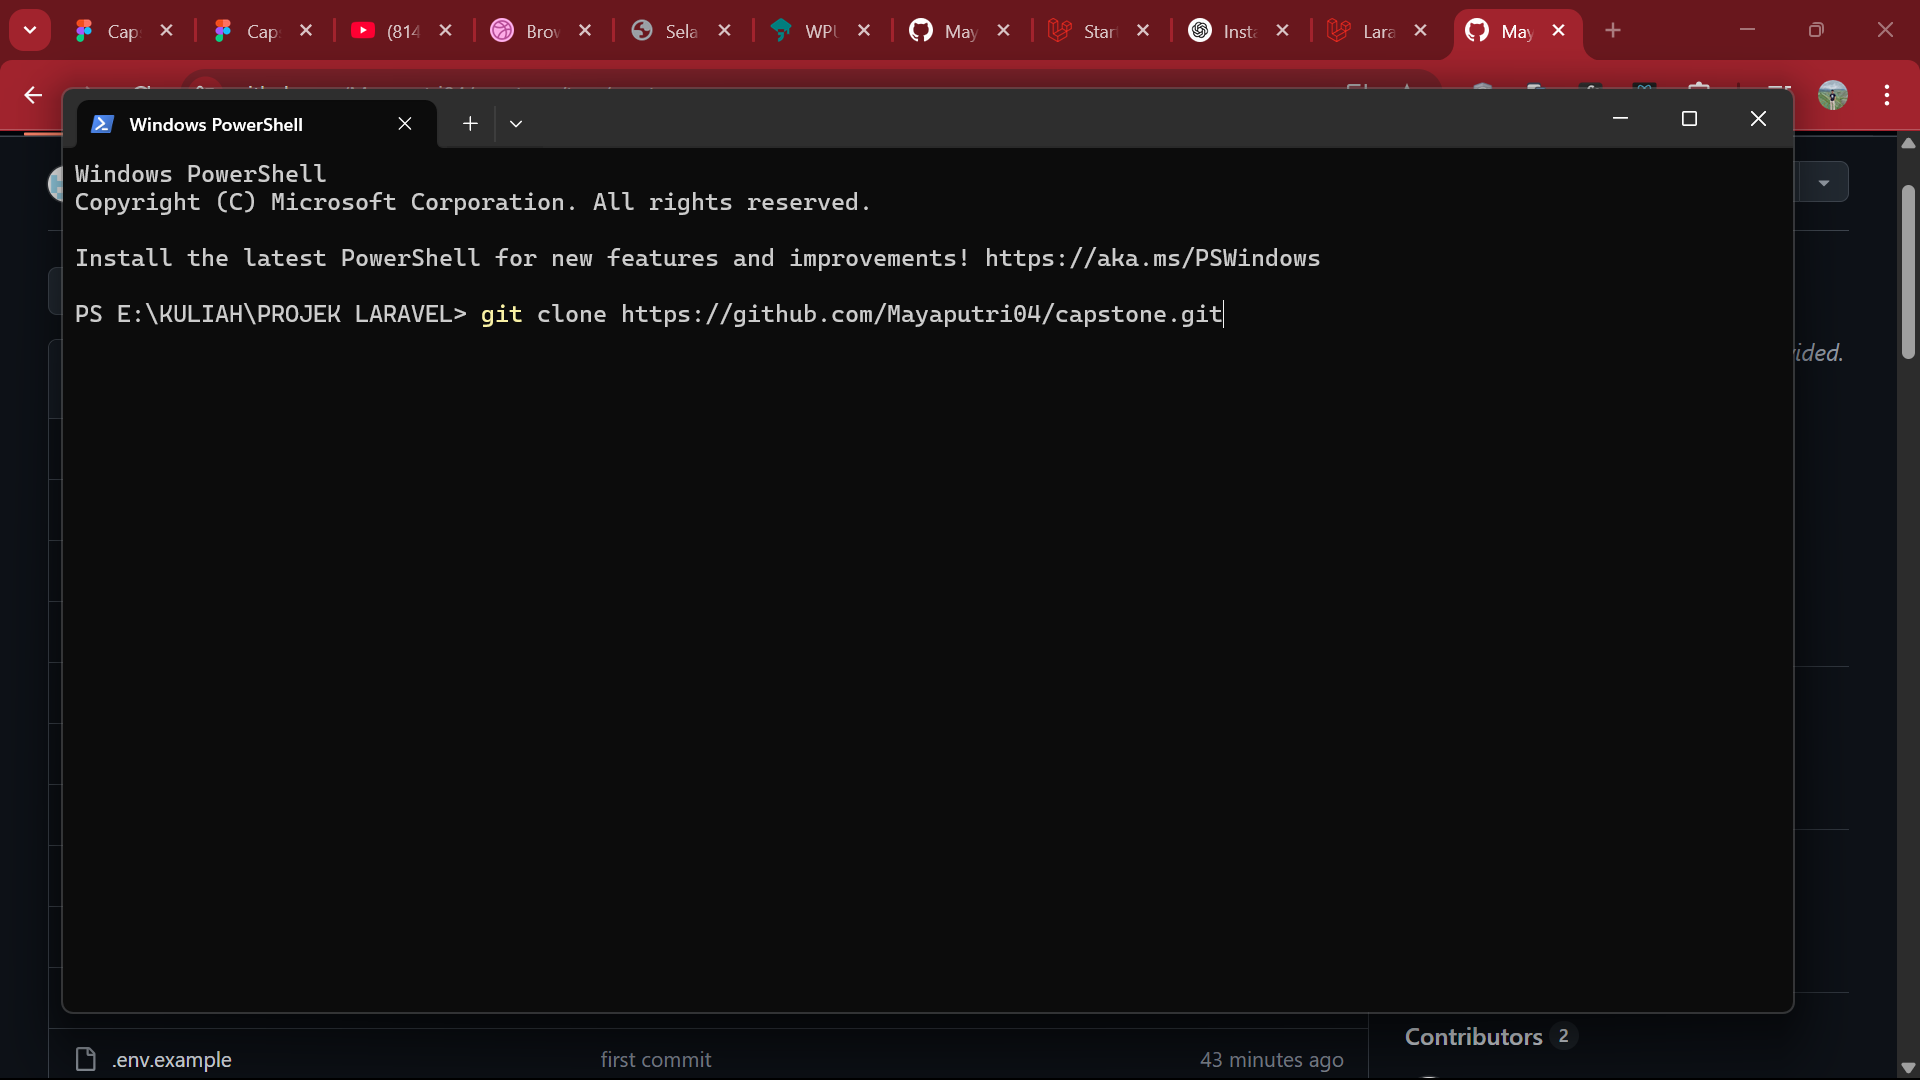 Cap
Cap
(814
Brov
Sela
WPU
May
Star
Insta
Lara
May
Windows PowerShell
Windows PowerShell
Copyright (C) Microsoft Corporation. All rights reserved.
Install the latest PowerShell for new features and improvements! https://aka.ms/PSWindows
PS E:\KULIAH\PROJEK LARAVEL> git clone https://github.com/Mayaputri04/capstone.git
ided.
Contributors 2
.env.example first commit 43 minutes ago